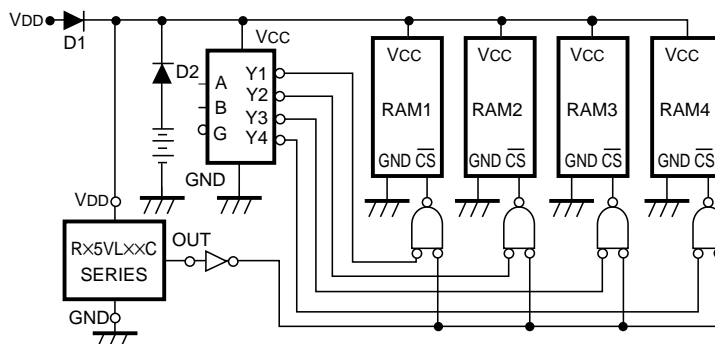 VDD
D1
VCC
D2
A
B
G
Y1
Y2
Y3
Y4
GND
VCC
RAM1
GND CS
VCC
RAM2
GND CS
VCC
RAM3
GND CS
VCC
RAM4
GND CS
VDD
R×5VL××C
SERIES
OUT
GND